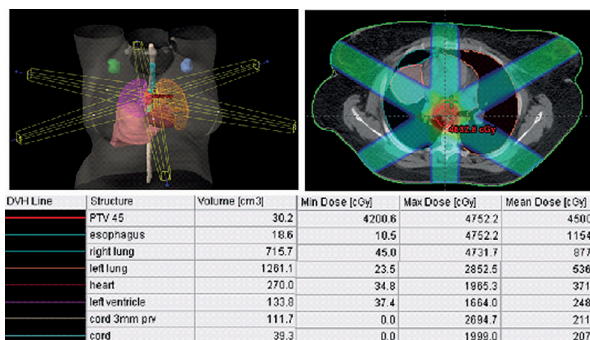 4692.8 cGy
DVH Line Structure Volume [cm3] Min Dose [cGy] Max Dose [cGy] Mean Dose [cGy]
PTV 45 30.2 4200.6 4752.2 4500
esophagus 18.6 10.5 4752.2 1154
right lung 715.7 45.0 4731.7 877
left lung 1261.1 23.5 2852.5 536
heart 270.0 34.8 1965.3 371
left ventricle 133.8 37.4 1664.0 248
cord 3mm prv 111.7 0.0 2694.7 211
cord 39.3 0.0 1999.0 207